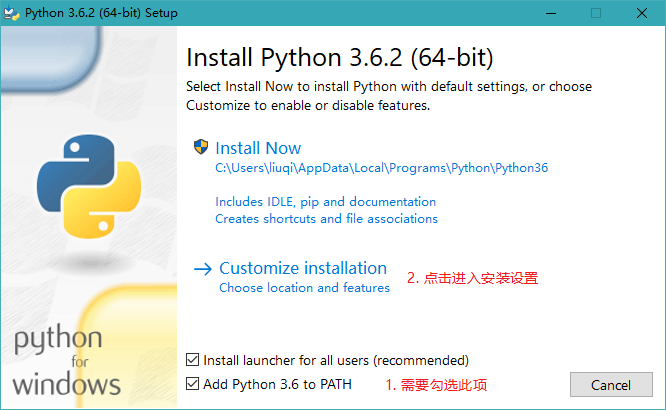 Python 3.6.2 (64-bit) Setup
Install Python 3.6.2 (64-bit)
Select Install Now to install Python with default settings, or choose
Customize to enable or disable features.
Install Now
C:\Users\liuqi\AppData\Local\Programs\Python\Python36
Includes IDLE, pip and documentation
Creates shortcuts and file associations
Customize installation
Choose location and features
2. 点击进入安装设置
python
for
windows
Install launcher for all users (recommended)
Add Python 3.6 to PATH
1. 需要勾选此项
Cancel